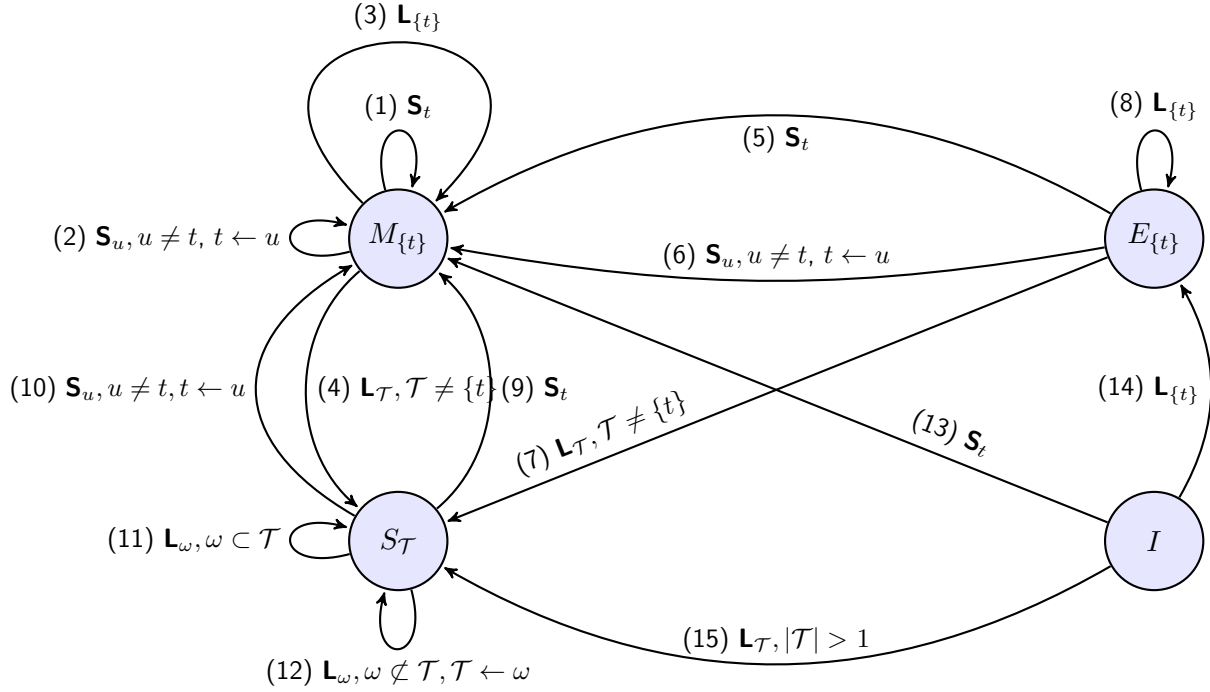 (3) L_{t}
(1) S_t
(8) L_{t}
(5) S_t
M_{t}
E_{t}
(2) S_u, u ≠ t, t ← u
(6) S_u, u ≠ t, t ← u
(10) S_u, u ≠ t, t ← u
(4) L_𝒯, 𝒯 ≠ {t}
(9) S_t
(7) L_𝒯, 𝒯 ≠ {t}
(13) S_t
(14) L_{t}
(11) L_ω, ω ⊂ 𝒯
S_𝒯
I
(15) L_𝒯, |𝒯| > 1
(12) L_ω, ω ⊄ 𝒯, 𝒯 ← ω